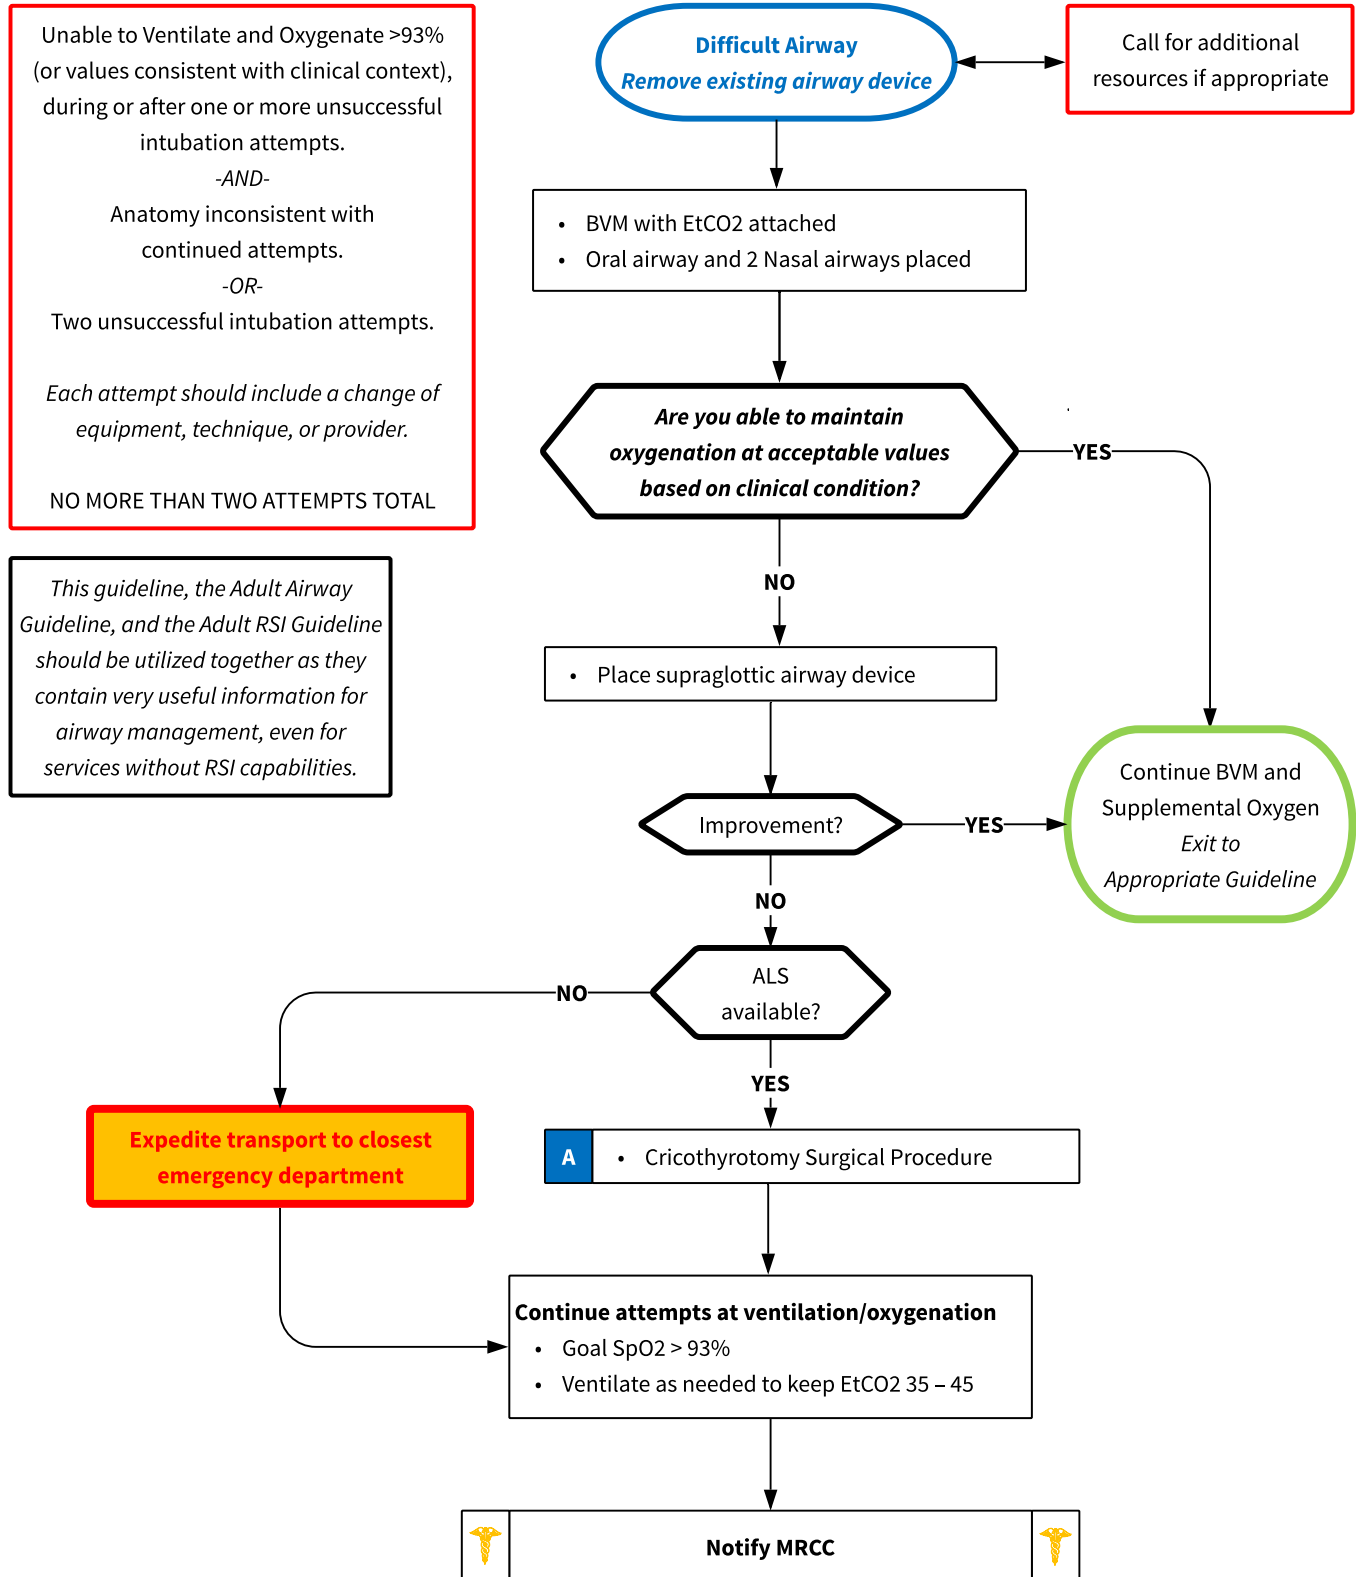 Unable to Ventilate and Oxygenate >93%
(or values consistent with clinical context),
during or after one or more unsuccessful
intubation attempts.
-AND-
Anatomy inconsistent with
continued attempts.
-OR-
Two unsuccessful intubation attempts.
Each attempt should include a change of
equipment, technique, or provider.
NO MORE THAN TWO ATTEMPTS TOTAL
This guideline, the Adult Airway
Guideline, and the Adult RSI Guideline
should be utilized together as they
contain very useful information for
airway management, even for
services without RSI capabilities.
Difficult Airway
Remove existing airway device
Call for additional
resources if appropriate
• BVM with EtCO2 attached
• Oral airway and 2 Nasal airways placed
Are you able to maintain
oxygenation at acceptable values
based on clinical condition?
YES
NO
• Place supraglottic airway device
Improvement?
YES
Continue BVM and
Supplemental Oxygen
Exit to
Appropriate Guideline
NO
ALS
available?
NO
YES
Expedite transport to closest
emergency department
A • Cricothyrotomy Surgical Procedure
Continue attempts at ventilation/oxygenation
• Goal SpO2 > 93%
• Ventilate as needed to keep EtCO2 35 – 45
Notify MRCC